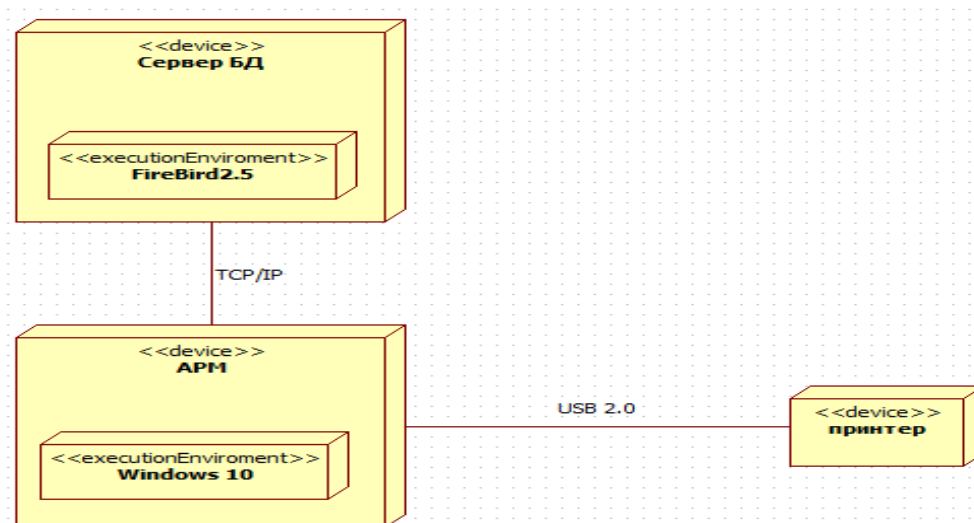 <<device>>
Сервер БД
<<executionEnviroment>>
FireBird2.5
TCP/IP
<<device>>
АРМ
USB 2.0
<<device>>
принтер
<<executionEnviroment>>
Windows 10